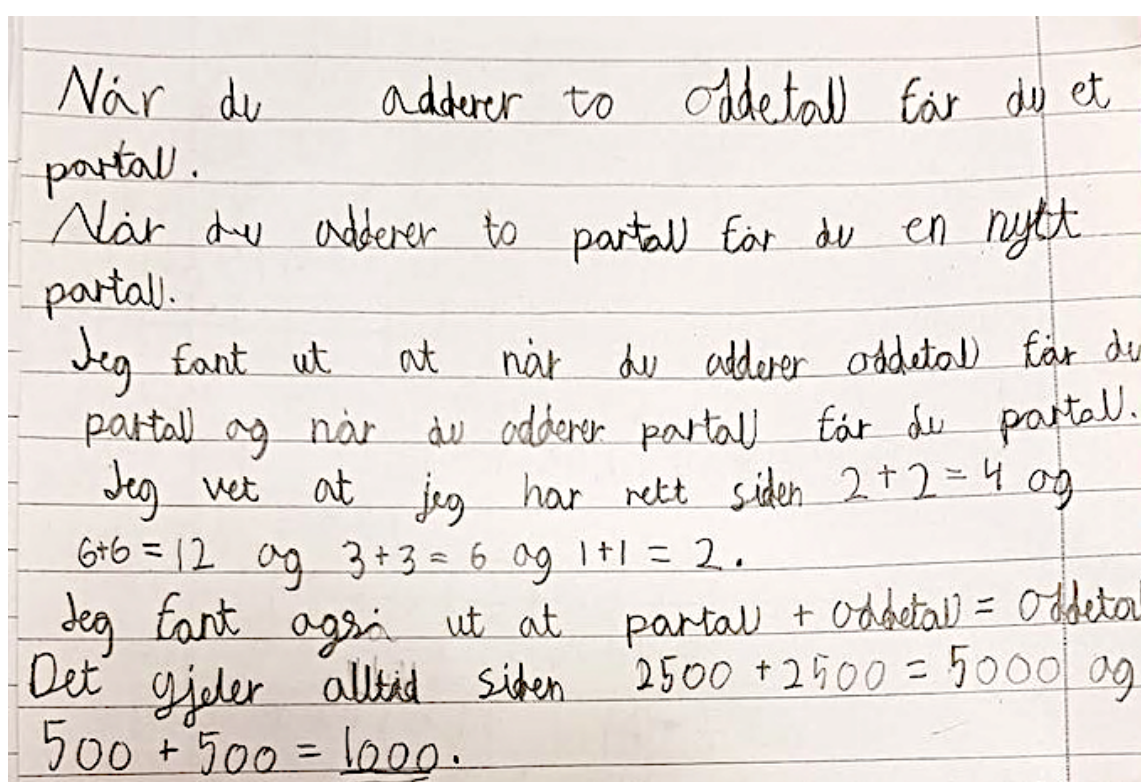 Når du adderer to oddetall får du et
partall.
Når du adderer to partall får du en nytt
partall.
Jeg fant ut at når du adderer oddetall får du
partall og når du adderer partall får du partall.
Jeg vet at jeg har rett siden 2+2=4 og
6+6=12 og 3+3=6 og 1+1=2.
Jeg fant agså ut at partall + oddetall = Oddetal
Det gjeler alltid siden 2500+2500=5000 og
500+500=1000.